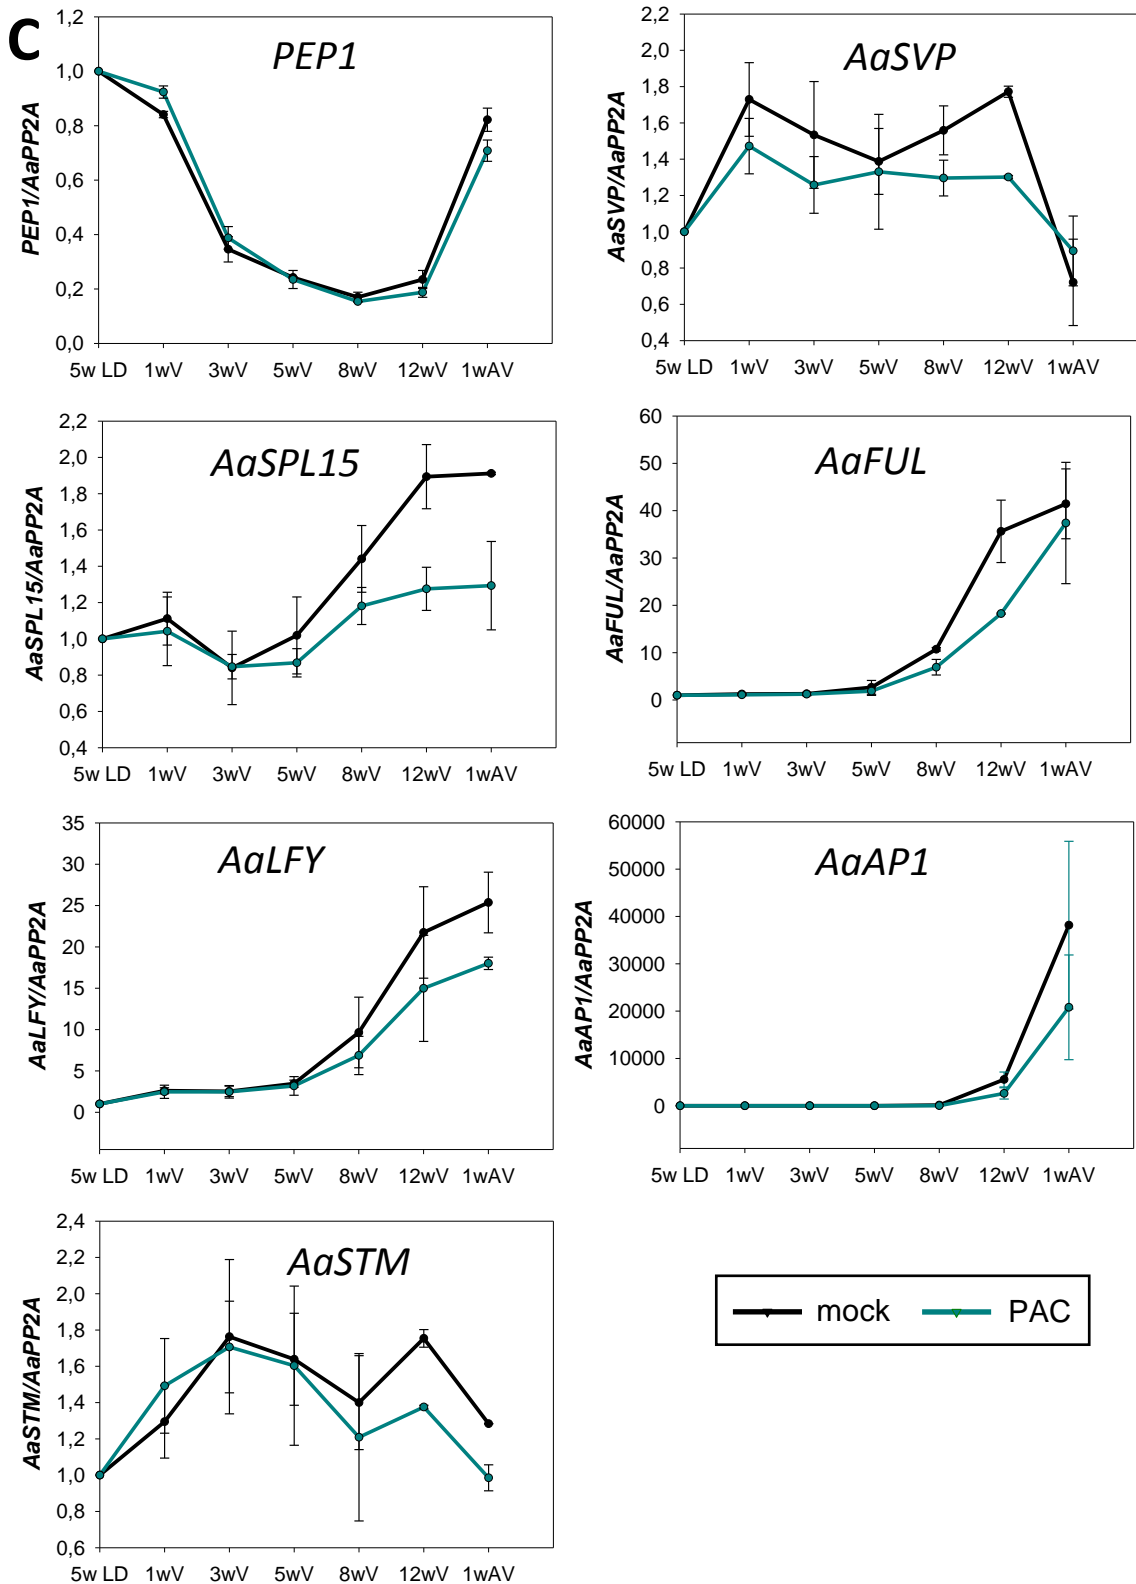 C
PEP1
PEP1/AaPP2A
1,2
1,0
0,8
0,6
0,4
0,2
0,0
5w LD 1wV 3wV 5wV 8wV 12wV 1wAV
AaSVP
AaSVP/AaPP2A
2,2
2,0
1,8
1,6
1,4
1,2
1,0
0,8
0,6
0,4
5w LD 1wV 3wV 5wV 8wV 12wV 1wAV
AaSPL15
AaSPL15/AaPP2A
2,2
2,0
1,8
1,6
1,4
1,2
1,0
0,8
0,6
0,4
5w LD 1wV 3wV 5wV 8wV 12wV 1wAV
AaFUL
AaFUL/AaPP2A
60
50
40
30
20
10
0
5w LD 1wV 3wV 5wV 8wV 12wV 1wAV
AaLFY
AaLFY/AaPP2A
35
30
25
20
15
10
5
0
5w LD 1wV 3wV 5wV 8wV 12wV 1wAV
AaAP1
AaAP1/AaPP2A
60000
50000
40000
30000
20000
10000
0
5w LD 1wV 3wV 5wV 8wV 12wV 1wAV
AaSTM
AaSTM/AaPP2A
2,4
2,2
2,0
1,8
1,6
1,4
1,2
1,0
0,8
0,6
5w LD 1wV 3wV 5wV 8wV 12wV 1wAV
mock PAC